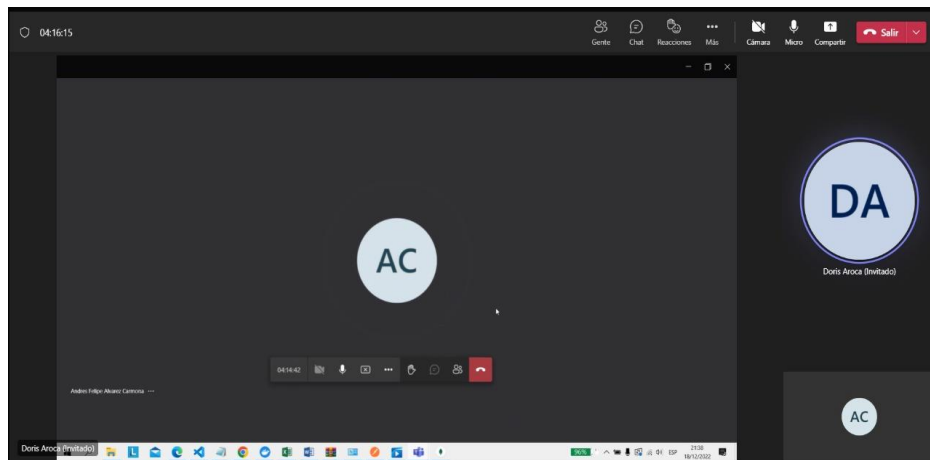 04:16:15
Gente Chat Reacciones Más Cámara Micro Compartir Salir
DA
Doris Aroca (Invitado)
AC
04:14:42
Andres Felipe Alvarez Carmona
AC
Doris Aroca (Invitado)
96% ESP 21:33
18/12/2022